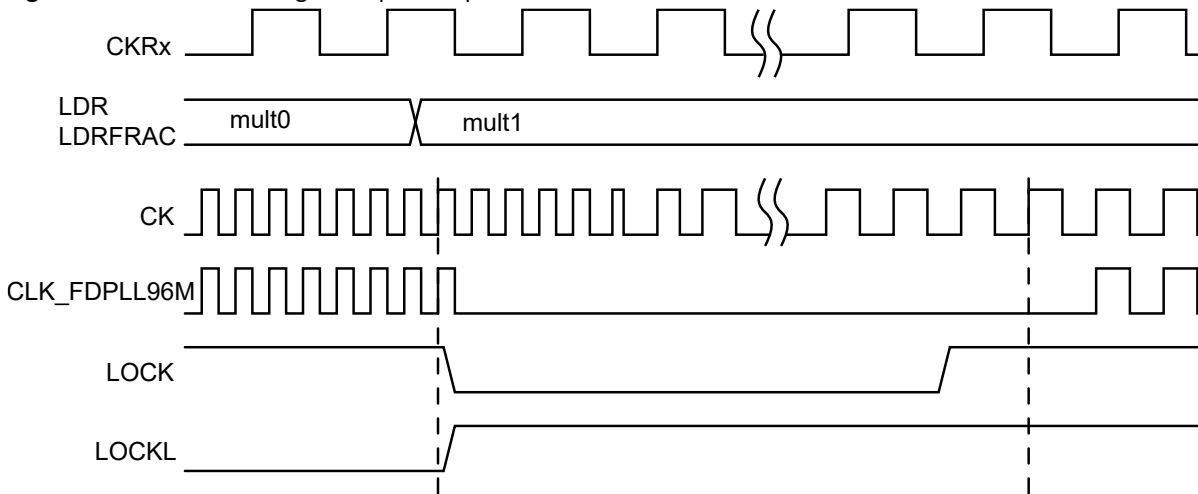 CKRx
LDR
LDRFRAC
mult0
mult1
CK
CLK_FDPLL96M
LOCK
LOCKL